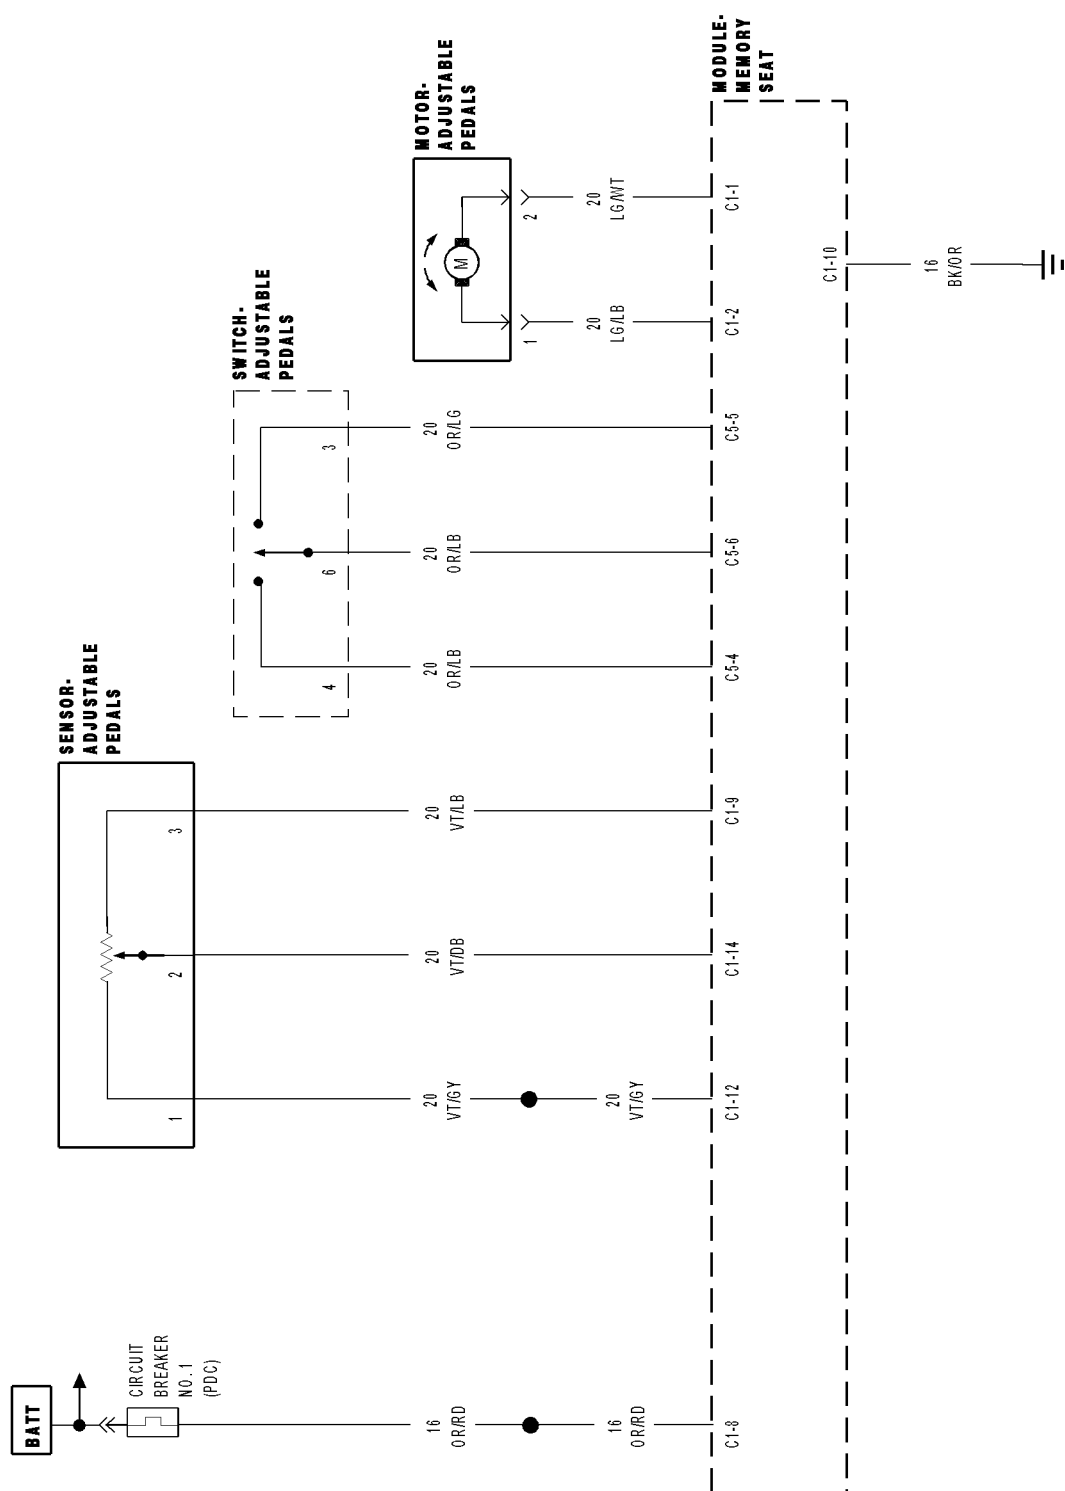 BATT
CIRCUIT
BREAKER
NO.1
(PDC)
16
OR/RD
16
OR/RD
C1-8
SENSOR-
ADJUSTABLE
PEDALS
1
20
VT/GY
20
VT/GY
C1-12
2
20
VT/DB
C1-14
3
20
VT/LB
C1-9
SWITCH-
ADJUSTABLE
PEDALS
4
20
OR/LB
C5-4
6
20
OR/LB
C5-6
3
20
OR/LG
C5-5
MOTOR-
ADJUSTABLE
PEDALS
M
1
20
LG/LB
C1-2
2
20
LG/WT
C1-1
MODULE-
MEMORY
SEAT
C1-10
16
BK/OR